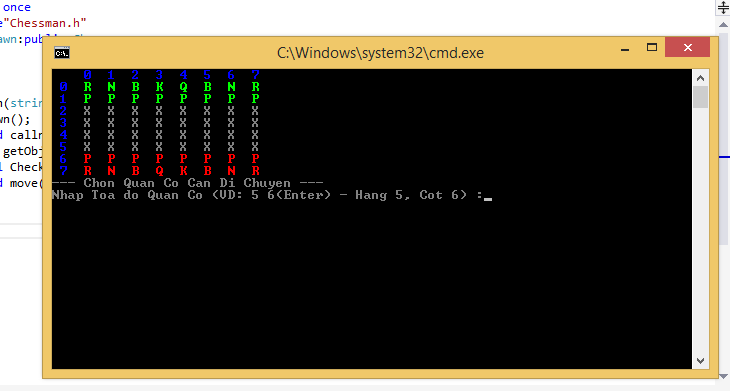 once
"Chessman.h"
awn:public
C:\Windows\system32\cmd.exe
C:\.
0 1 2 3 4 5 6 7
0 R N B K Q B N R
1 P P P P P P P P
2 X X X X X X X X
3 X X X X X X X X
4 X X X X X X X X
5 X X X X X X X X
6 P P P P P P P P
7 R N B Q K B N R
--- Chon Quan Co Can Di Chuyen ---
Nhap Toa do Quan Co (VD: 5 6(Enter) - Hang 5, Cot 6) :_
n(strin
wn();
d calln
getObj
l Check
d move(